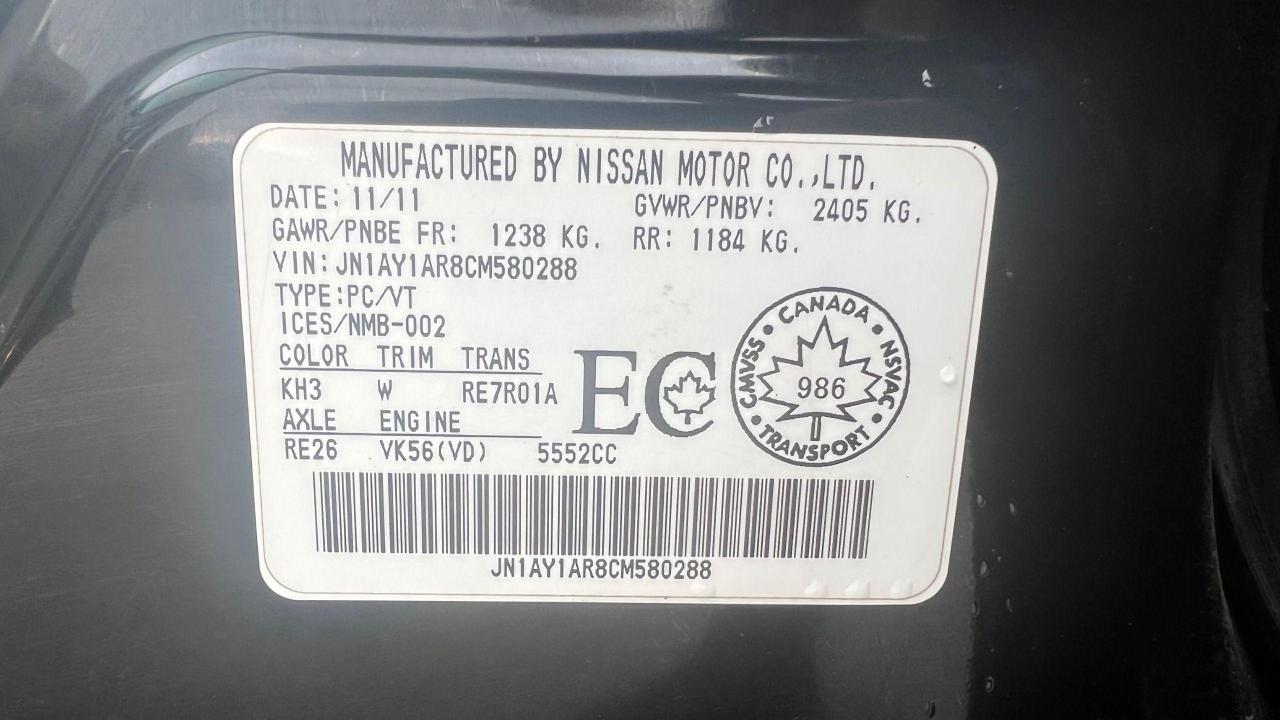 MANUFACTURED BY NISSAN MOTOR CO.,LTD.
DATE: 11/11 GVWR/PNBV: 2405 KG.
GAWR/PNBE FR: 1238 KG. RR: 1184 KG.
VIN: JN1AY1AR8CM580288
TYPE:PC/VT
ICES/NMB-002
COLOR TRIM TRANS
KH3 W RE7R01A
AXLE ENGINE
RE26 VK56(VD) 5552CC
EC
CANADA • NSVAC • TRANSPORT • CMVSS •
986
JN1AY1AR8CM580288